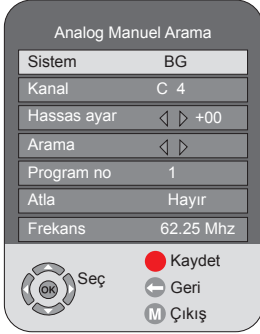 Analog Manuel Arama
Sistem BG
Kanal C 4
Hassas ayar +00
Arama
Program no 1
Atla Hayır
Frekans 62.25 Mhz
OK Seç
Kaydet
Geri
M Çıkış